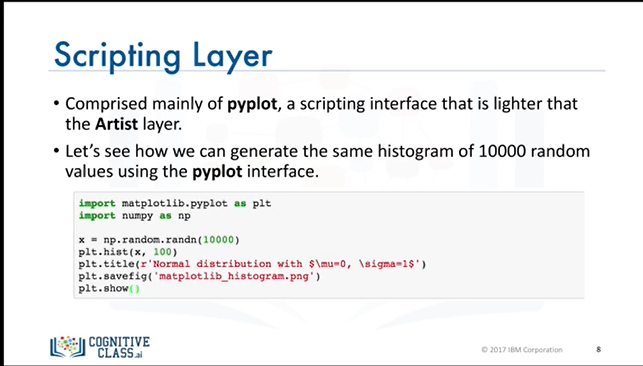 Scripting Layer
• Comprised mainly of pyplot, a scripting interface that is lighter that
the Artist layer.
• Let's see how we can generate the same histogram of 10000 random
values using the pyplot interface.
import matplotlib.pyplot as plt
import numpy as np
x = np.random.randn(10000)
plt.hist(x, 100)
plt.title(r'Normal distribution with $\mu=0, \sigma=1$')
plt.savefig('matplotlib_histogram.png')
plt.show()
COGNITIVE
CLASS.ai
© 2017 IBM Corporation
8